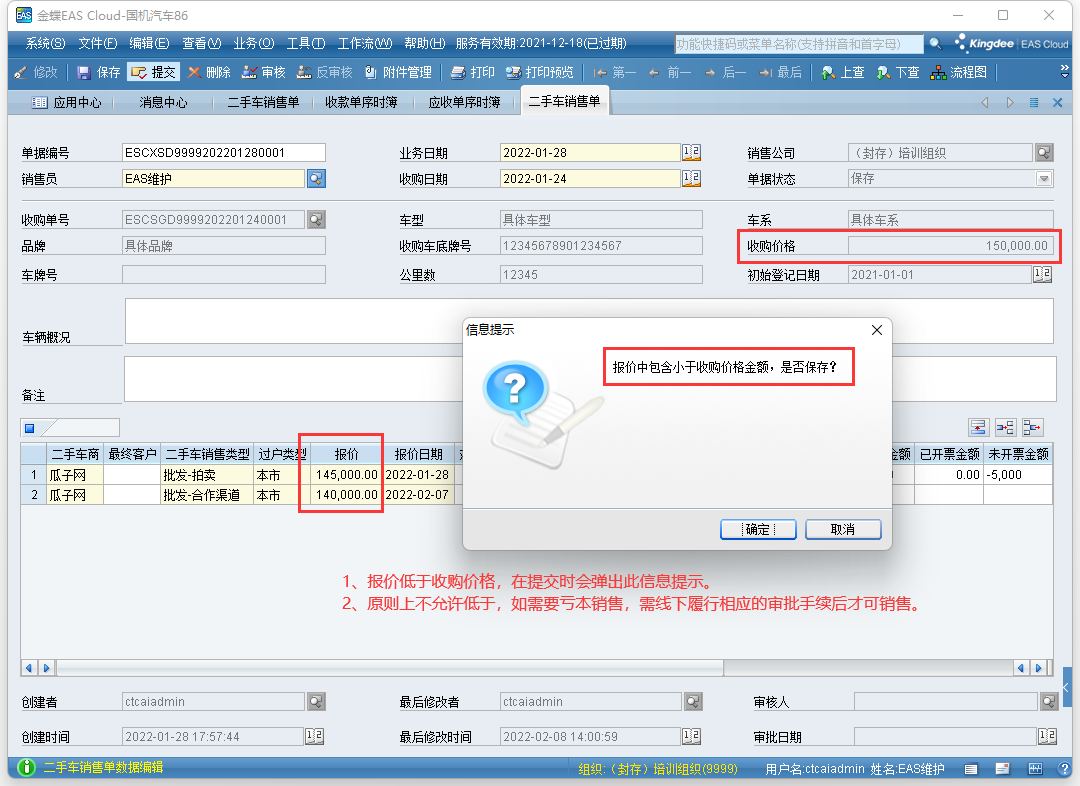 金蝶EAS Cloud-国机汽车86
系统(S) 文件(F) 编辑(E) 查看(V) 业务(O) 工具(T) 工作流(W) 帮助(H) 服务有效期:2021-12-18(已过期) 功能快捷码或菜单名称(支持拼音和首字母) Kingdee EAS Cloud
修改 保存 提交 删除 审核 反审核 附件管理 打印 打印预览 第一 前一 后一 最后 上查 下查 流程图
应用中心 消息中心 二手车销售单 收款单序时簿 应收单序时簿 二手车销售单
单据编号 ESCXSD9999202201280001 业务日期 2022-01-28 销售公司 （封存）培训组织
销售员 EAS维护 收购日期 2022-01-24 单据状态 保存
收购单号 ESCSGD9999202201240001 车型 具体车型 车系 具体车系
品牌 具体品牌 收购车底牌号 12345678901234567 收购价格 150,000.00
车牌号 公里数 12345 初始登记日期 2021-01-01
车辆概况
备注
信息提示
报价中包含小于收购价格金额，是否保存？
确定 取消
二手车商 最终客户 二手车销售类型 过户类型 报价 报价日期 金额 已开票金额 未开票金额
1 瓜子网 批发-拍卖 本市 145,000.00 2022-01-28 0.00 -5,000
2 瓜子网 批发-合作渠道 本市 140,000.00 2022-02-07
1、报价低于收购价格，在提交时会弹出此信息提示。
2、原则上不允许低于，如需要亏本销售，需线下履行相应的审批手续后才可销售。
创建者 ctcaiadmin 最后修改者 ctcaiadmin 审核人
创建时间 2022-01-28 17:57:44 最后修改时间 2022-02-08 14:00:59 审批日期
二手车销售单数据编辑 组织:（封存）培训组织(9999) 用户名:ctcaiadmin 姓名:EAS维护